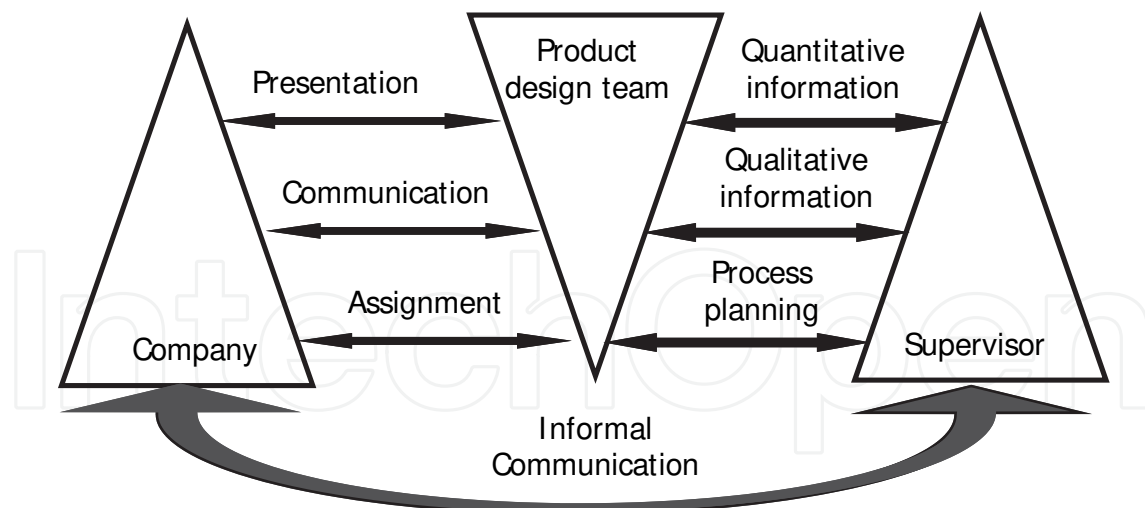 Product
design team
Quantitative
information
Presentation
Qualitative
information
Communication
Process
planning
Assignment
Company
Supervisor
Informal
Communication
IntechOpen